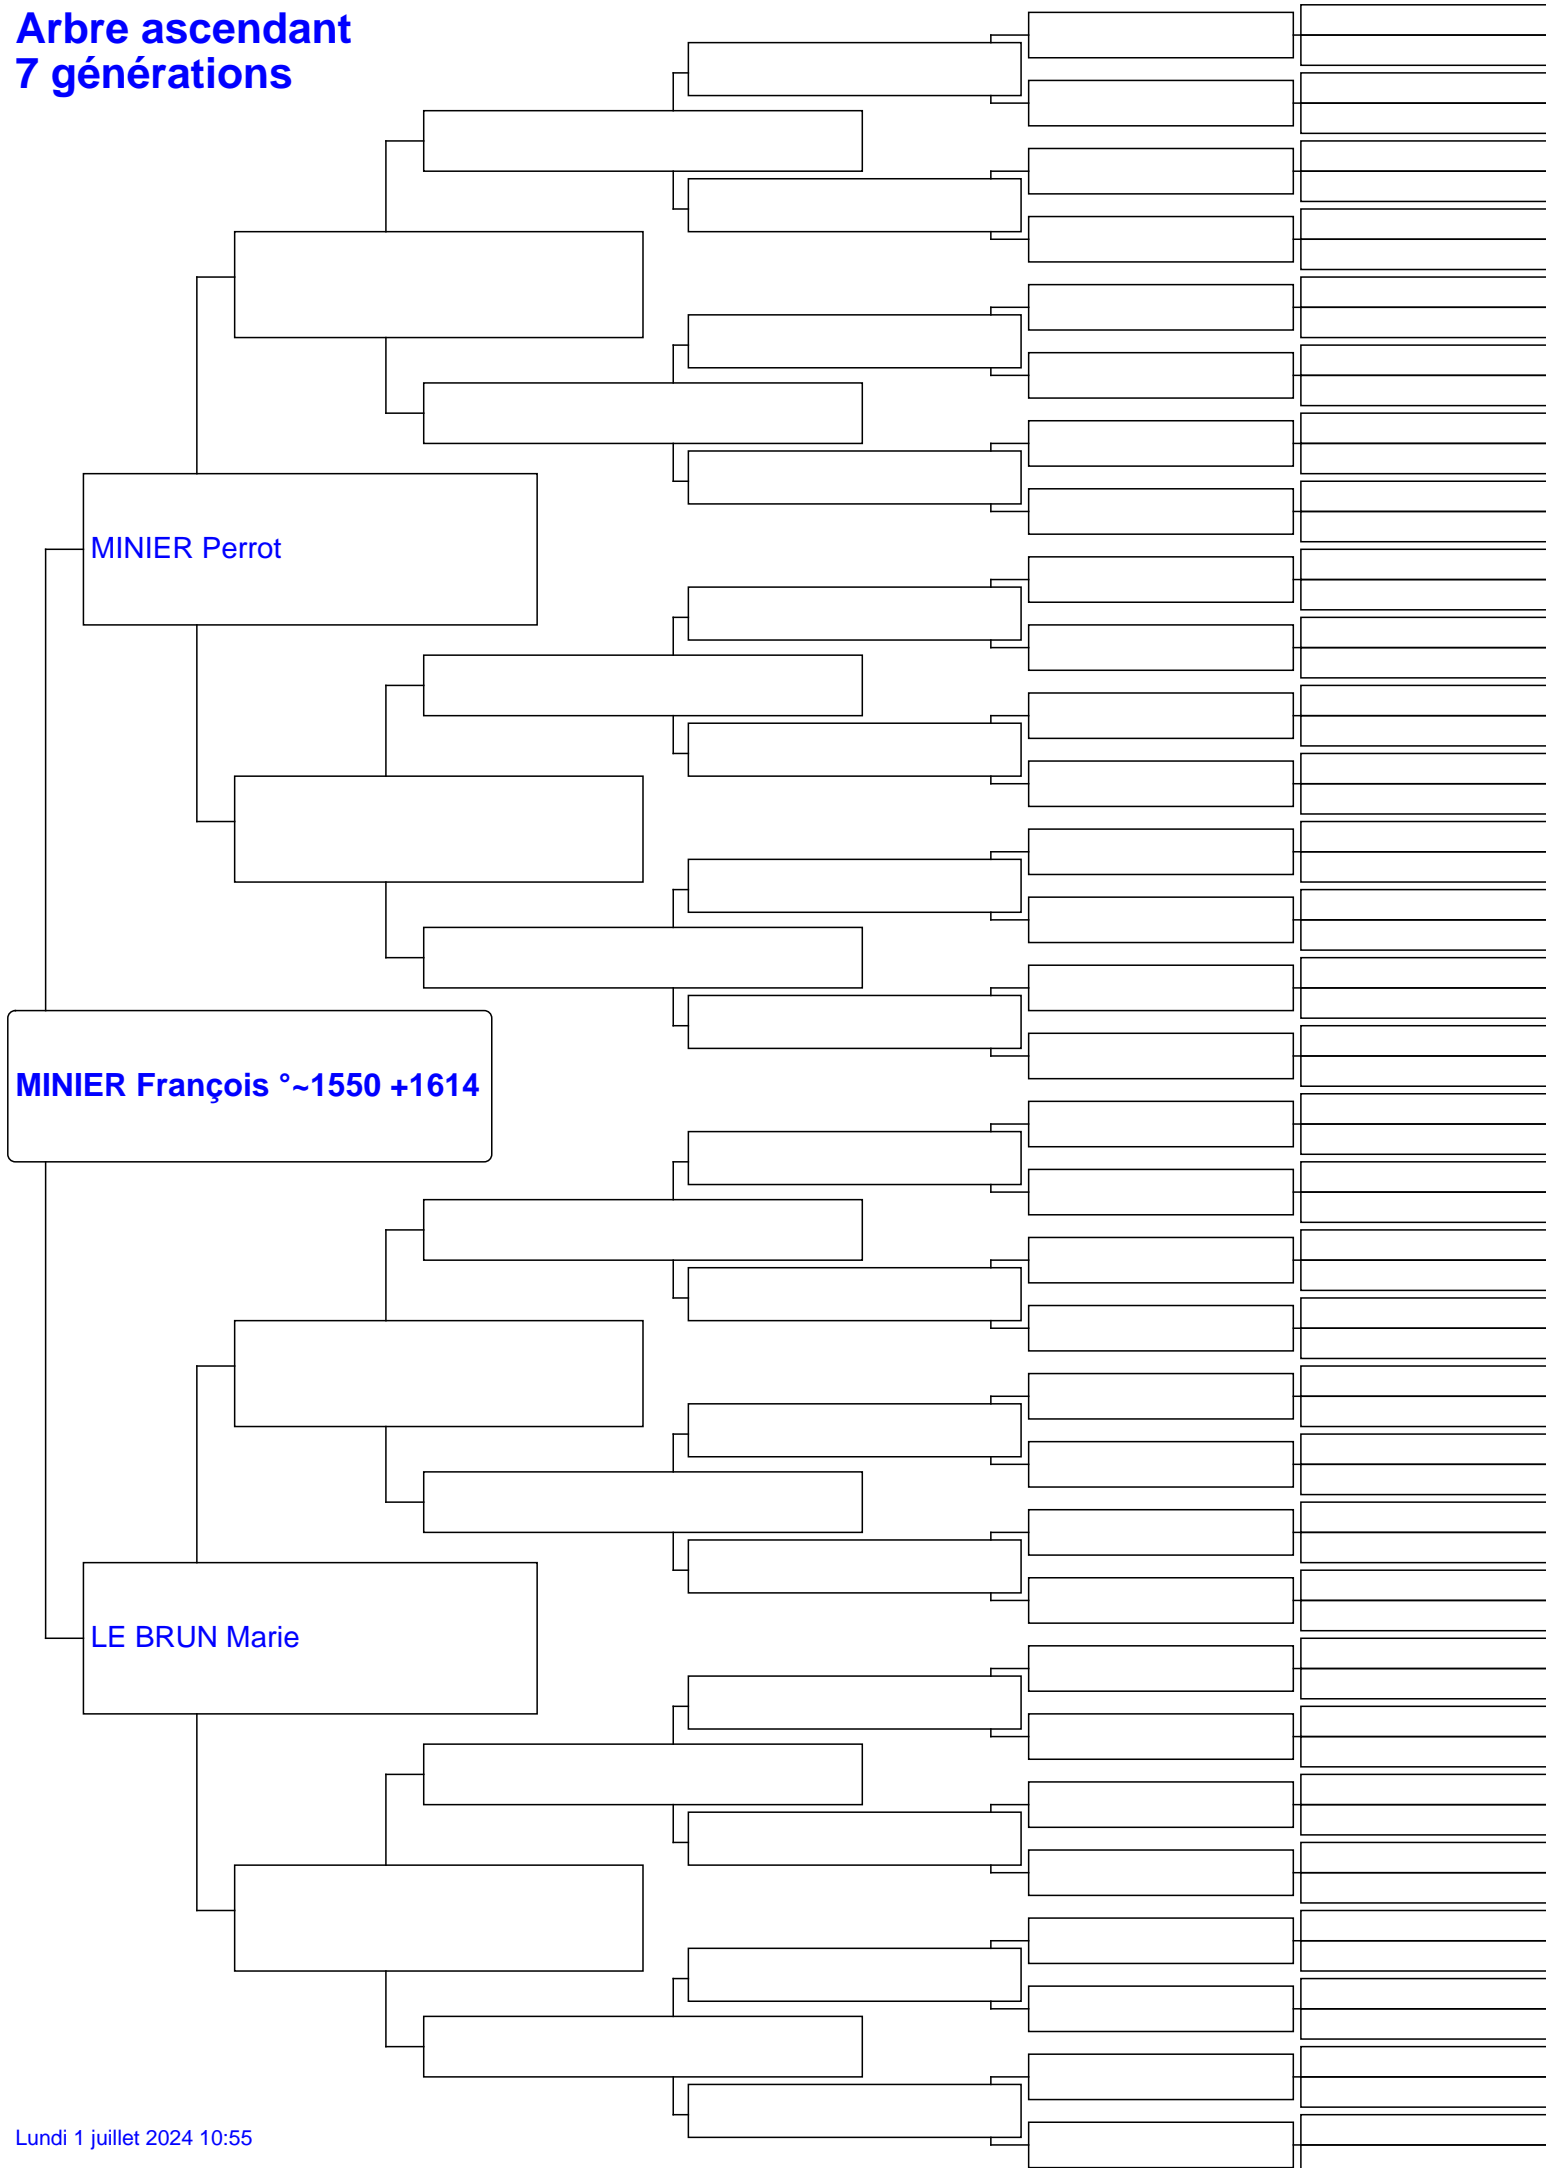 Arbre ascendant
7 générations
MINIER Perrot
MINIER François °~1550 +1614
LE BRUN Marie
Lundi 1 juillet 2024 10:55